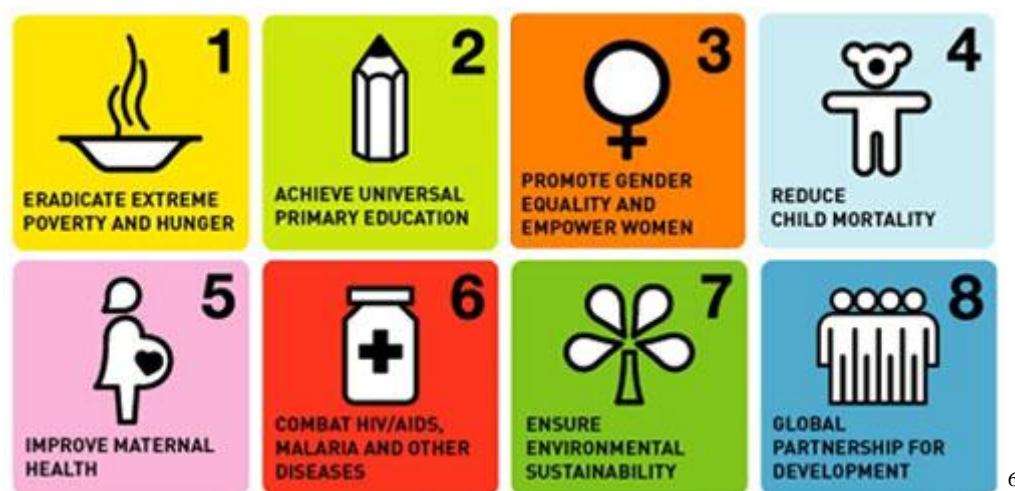 1
ERADICATE EXTREME
POVERTY AND HUNGER
2
ACHIEVE UNIVERSAL
PRIMARY EDUCATION
3
PROMOTE GENDER
EQUALITY AND
EMPOWER WOMEN
4
REDUCE
CHILD MORTALITY
5
IMPROVE MATERNAL
HEALTH
6
COMBAT HIV/AIDS,
MALARIA AND OTHER
DISEASES
7
ENSURE
ENVIRONMENTAL
SUSTAINABILITY
8
GLOBAL
PARTNERSHIP FOR
DEVELOPMENT